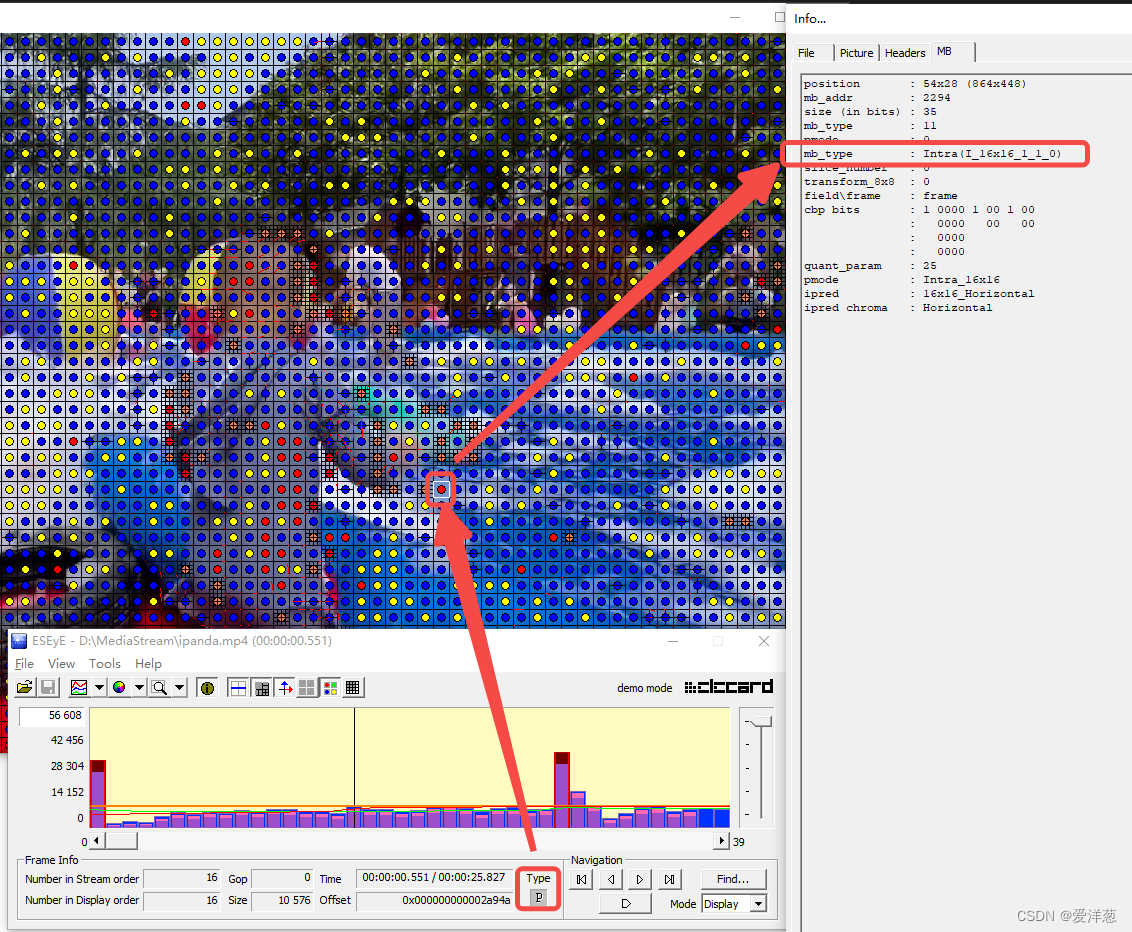 Info...
File Picture Headers MB
position : 54x28 (864x448)
mb_addr : 2294
size (in bits) : 35
mb_type : 11
pmode : 0
mb_type : Intra(I_16x16_1_1_0)
slice_number : 0
transform_8x8 : 0
field\frame : frame
cbp bits : 1 0000 1 00 1 00
: 0000 00 00
: 0000
: 0000
quant_param : 25
pmode : Intra_16x16
ipred : 16x16_Horizontal
ipred chroma : Horizontal
ESEyE - D:\MediaStream\ipanda.mp4 (00:00:00.551)
File View Tools Help
demo mode elecard
56 608
42 456
28 304
14 152
0
0 39
Frame Info
Number in Stream order 16 Gop 0 Time 00:00:00.551 / 00:00:25.827 Type
Number in Display order 16 Size 10 576 Offset 0x000000000002a94a P
Navigation
Find...
Mode Display
CSDN @爱洋葱